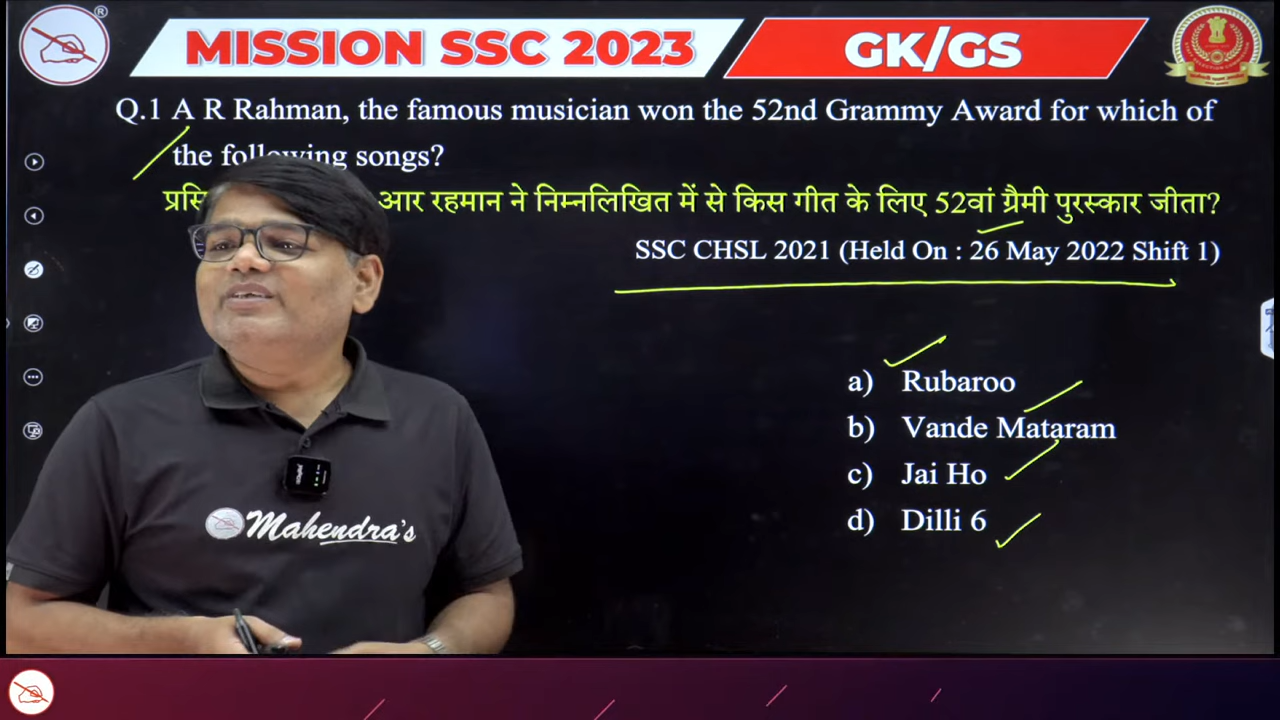 MISSION SSC 2023
GK/GS
®
Q.1 A R Rahman, the famous musician won the 52nd Grammy Award for which of
the following songs?
आर रहमान ने निम्नलिखित में से किस गीत के लिए 52वां ग्रैमी पुरस्कार जीता?
SSC CHSL 2021 (Held On : 26 May 2022 Shift 1)
a) Rubaroo
b) Vande Mataram
c) Jai Ho
d) Dilli 6
Mahendra's